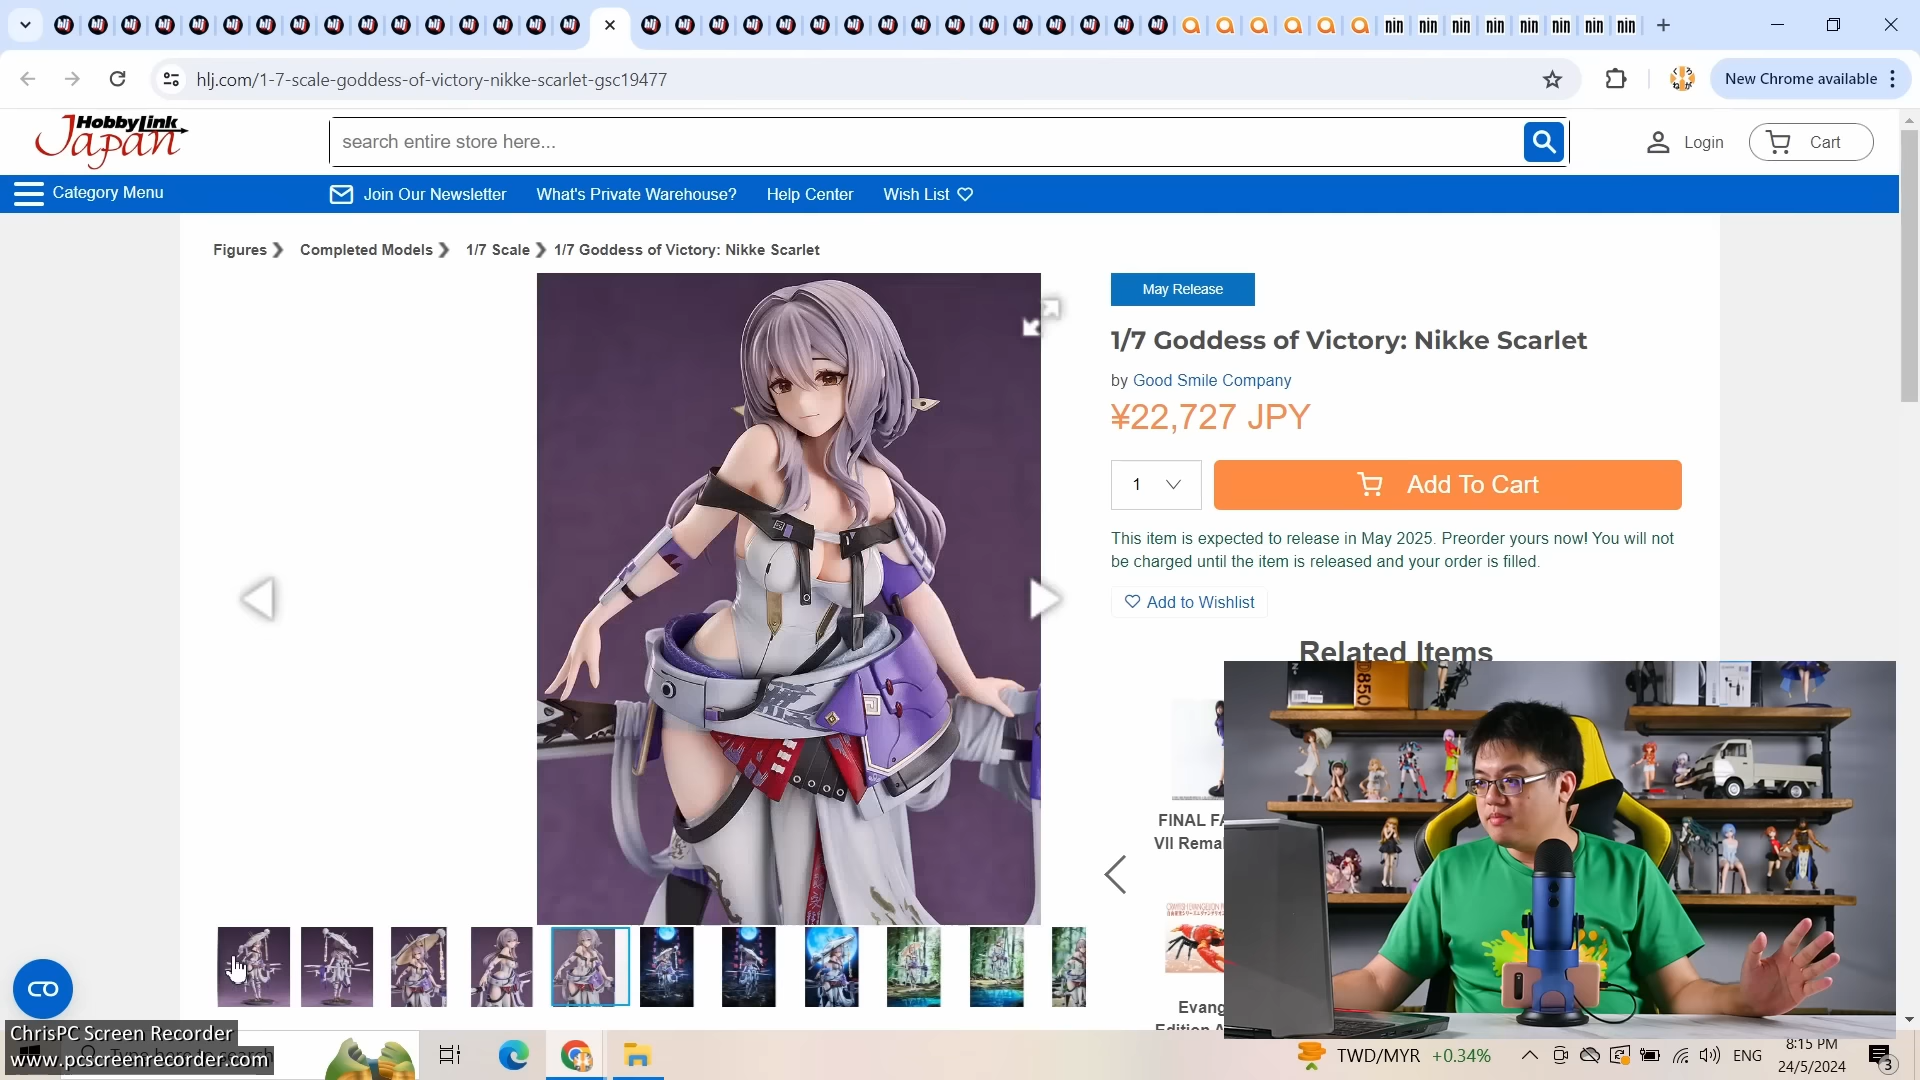 hlj.com/1-7-scale-goddess-of-victory-nikke-scarlet-gsc19477
New Chrome available
HobbyLink
Japan
search entire store here...
Login
Cart
Category Menu
Join Our Newsletter
What's Private Warehouse?
Help Center
Wish List
Figures
Completed Models
1/7 Scale
1/7 Goddess of Victory: Nikke Scarlet
May Release
1/7 Goddess of Victory: Nikke Scarlet
by Good Smile Company
¥22,727 JPY
1
Add To Cart
This item is expected to release in May 2025. Preorder yours now! You will not
be charged until the item is released and your order is filled.
Add to Wishlist
Related Items
D850
FINAL FA
VII Rema
Evang
Edition A
ChrisPC Screen Recorder
www.pcscreenrecorder.com
TWD/MYR +0.34%
ENG
8:15 PM
24/5/2024
3